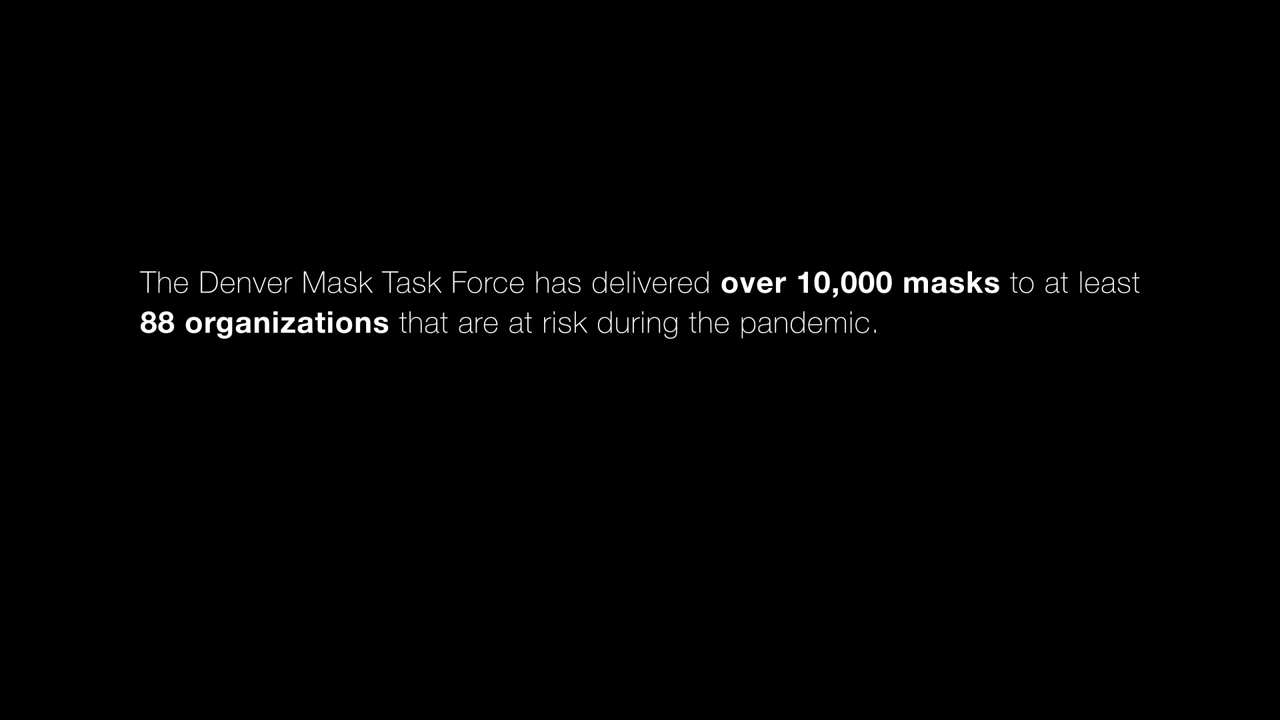 The Denver Mask Task Force has delivered over 10,000 masks to at least
88 organizations that are at risk during the pandemic.